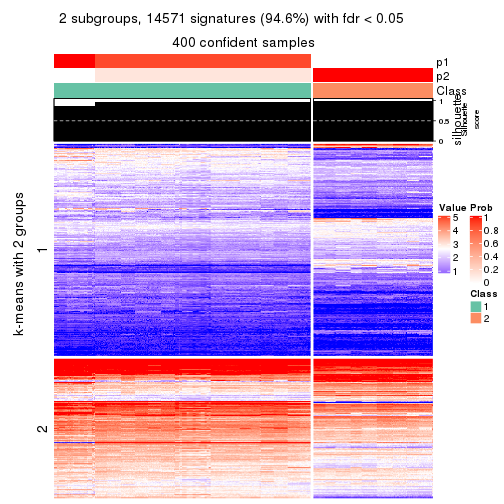 2 subgroups, 14571 signatures (94.6%) with fdr < 0.05
400 confident samples
p1
p2
Class
silhouette
Silhouette
score
1
0.5
0
k-means with 2 groups
1
2
Value
5
4
3
2
1
Prob
1
0.8
0.6
0.4
0.2
0
Class
1
2